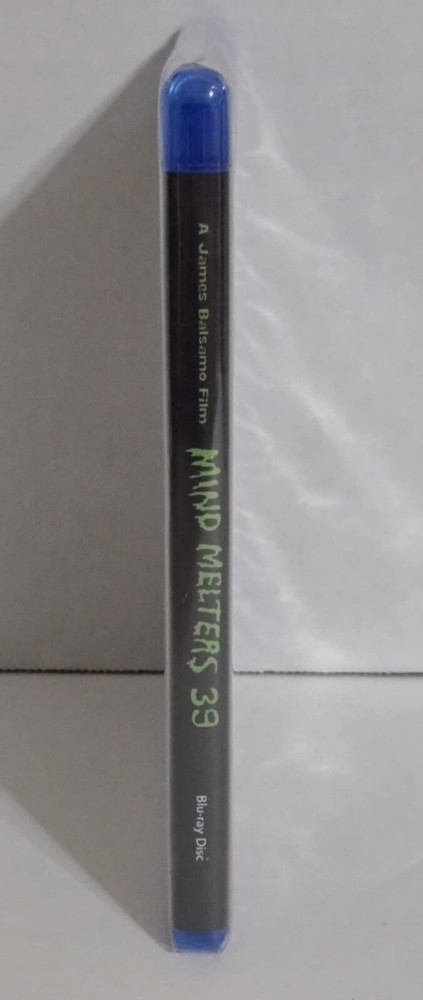 A James Balsamo Film
MIND MELTERS 39
Blu-ray Disc